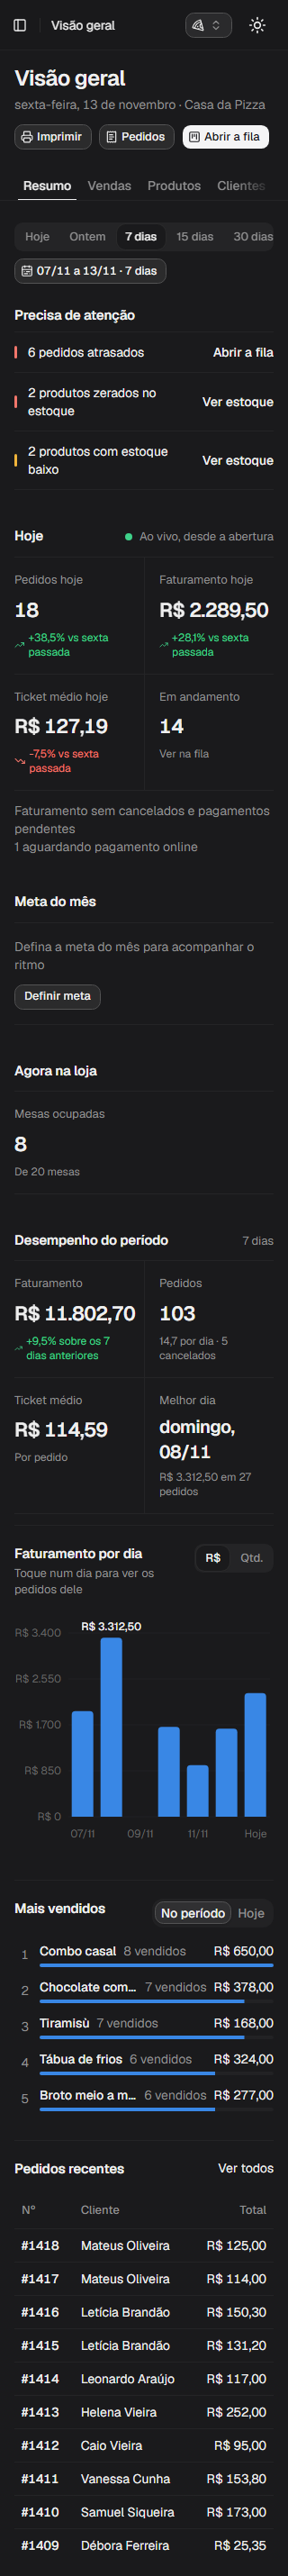 Visão geral
Visão geral
sexta-feira, 13 de novembro · Casa da Pizza
Imprimir
Pedidos
Abrir a fila
Resumo
Vendas
Produtos
Clientes
Hoje
Ontem
7 dias
15 dias
30 dias
07/11 a 13/11 · 7 dias
Precisa de atenção
6 pedidos atrasados
Abrir a fila
2 produtos zerados no
estoque
Ver estoque
2 produtos com estoque
baixo
Ver estoque
Hoje
Ao vivo, desde a abertura
Pedidos hoje
18
+38,5% vs sexta
passada
Faturamento hoje
R$ 2.289,50
+28,1% vs sexta
passada
Ticket médio hoje
R$ 127,19
-7,5% vs sexta
passada
Em andamento
14
Ver na fila
Faturamento sem cancelados e pagamentos
pendentes
1 aguardando pagamento online
Meta do mês
Defina a meta do mês para acompanhar o
ritmo
Definir meta
Agora na loja
Mesas ocupadas
8
De 20 mesas
Desempenho do período
7 dias
Faturamento
R$ 11.802,70
+9,5% sobre os 7
dias anteriores
Pedidos
103
14,7 por dia · 5
cancelados
Ticket médio
R$ 114,59
Por pedido
Melhor dia
domingo,
08/11
R$ 3.312,50 em 27
pedidos
Faturamento por dia
Toque num dia para ver os
pedidos dele
R$
Qtd.
R$ 3.312,50
R$ 3.400
R$ 2.550
R$ 1.700
R$ 850
R$ 0
07/11
09/11
11/11
Hoje
Mais vendidos
No período
Hoje
1 Combo casal 8 vendidos R$ 650,00
2 Chocolate com... 7 vendidos R$ 378,00
3 Tiramisù 7 vendidos R$ 168,00
4 Tábua de frios 6 vendidos R$ 324,00
5 Broto meio a m... 6 vendidos R$ 277,00
Pedidos recentes
Ver todos
Nº Cliente Total
#1418 Mateus Oliveira R$ 125,00
#1417 Mateus Oliveira R$ 114,00
#1416 Letícia Brandão R$ 150,30
#1415 Letícia Brandão R$ 131,20
#1414 Leonardo Araújo R$ 117,00
#1413 Helena Vieira R$ 252,00
#1412 Caio Vieira R$ 95,00
#1411 Vanessa Cunha R$ 153,80
#1410 Samuel Siqueira R$ 173,00
#1409 Débora Ferreira R$ 25,35